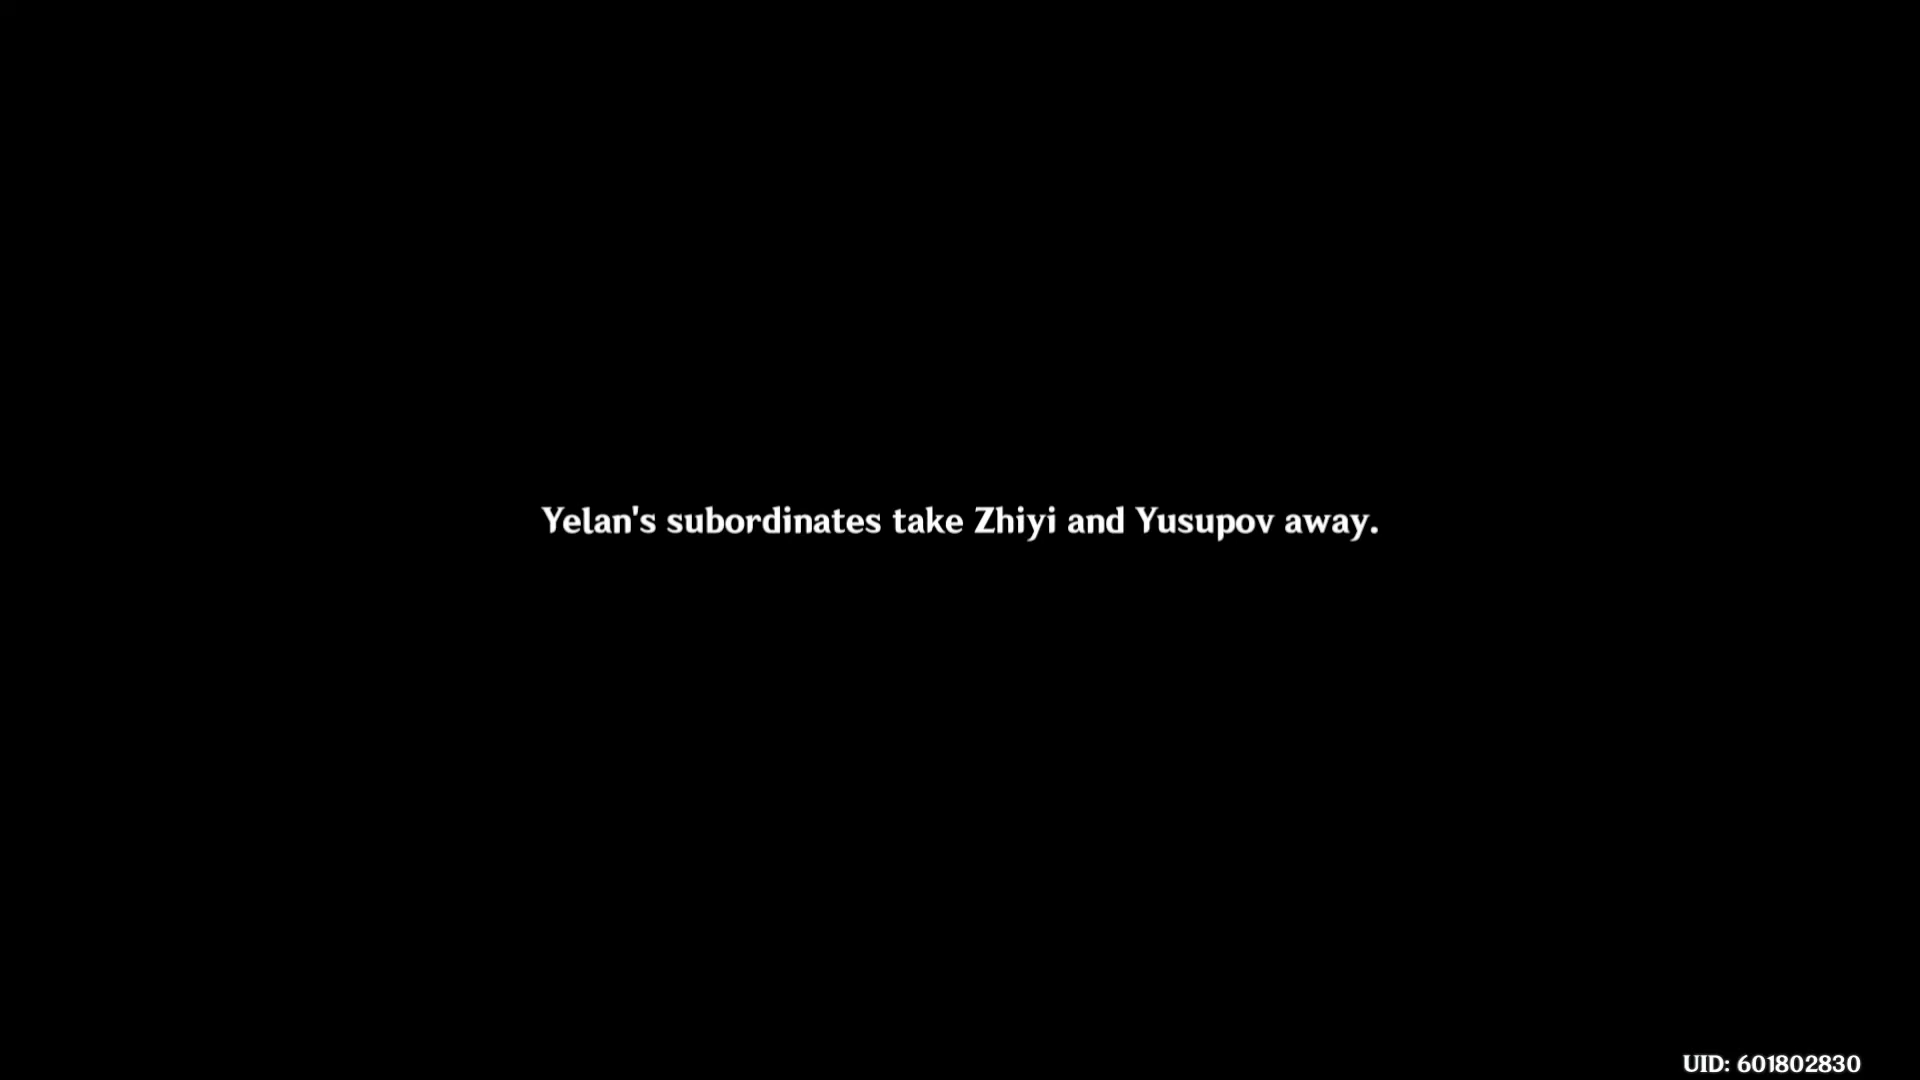 Yelan's subordinates take Zhiyi and Yusupov away.
UID: 601802830